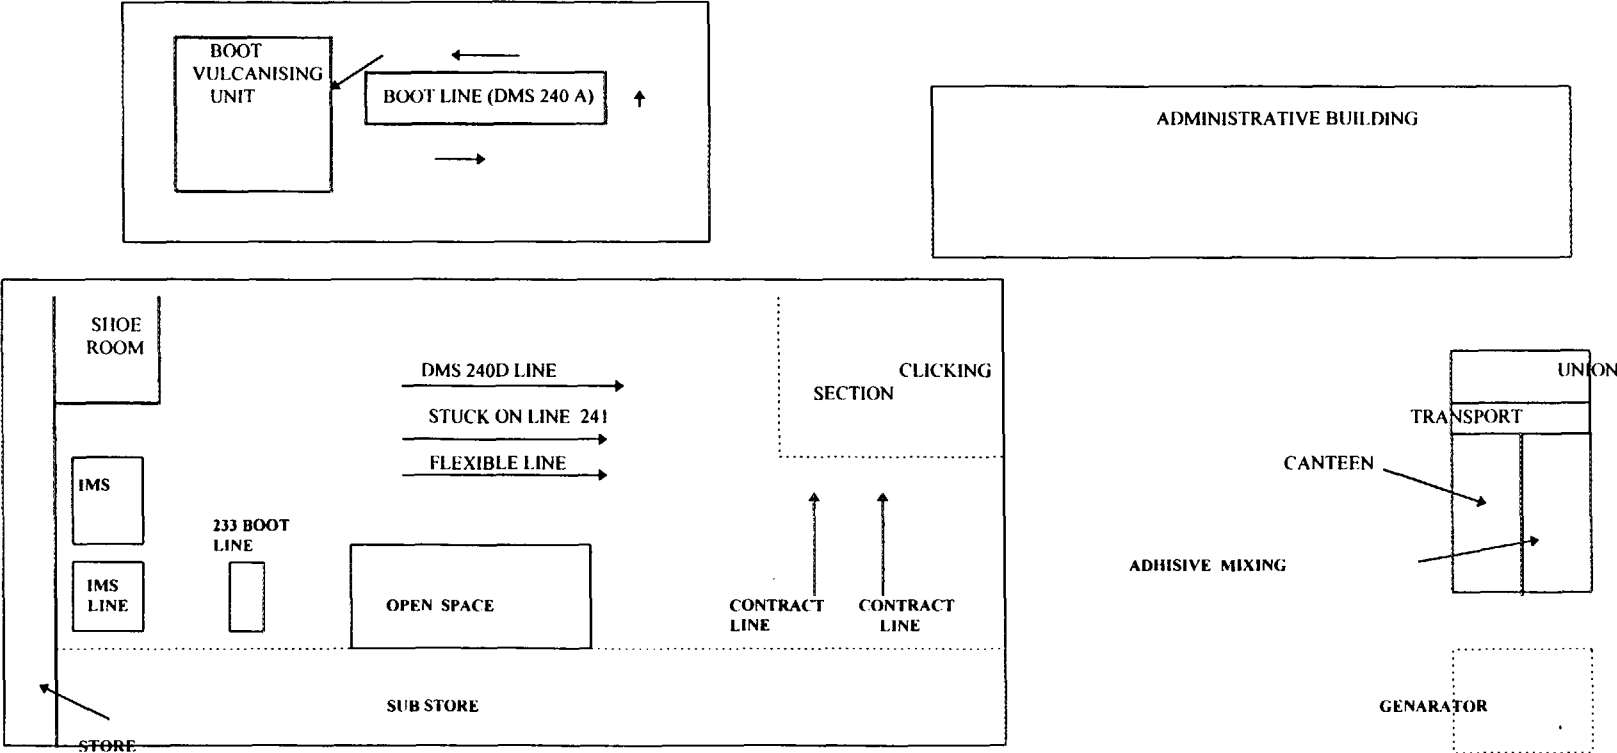 BOOT
VULCANISING
UNIT
BOOT LINE (DMS 240 A)
ADMINISTRATIVE BUILDING
SHOE
ROOM
DMS 240D LINE
STUCK ON LINE 241
FLEXIBLE LINE
CLICKING
SECTION
UNION
TRANSPORT
CANTEEN
ADHISIVE MIXING
IMS
233 BOOT
LINE
IMS
LINE
OPEN SPACE
CONTRACT
LINE
CONTRACT
LINE
SUB STORE
STORE
GENARATOR